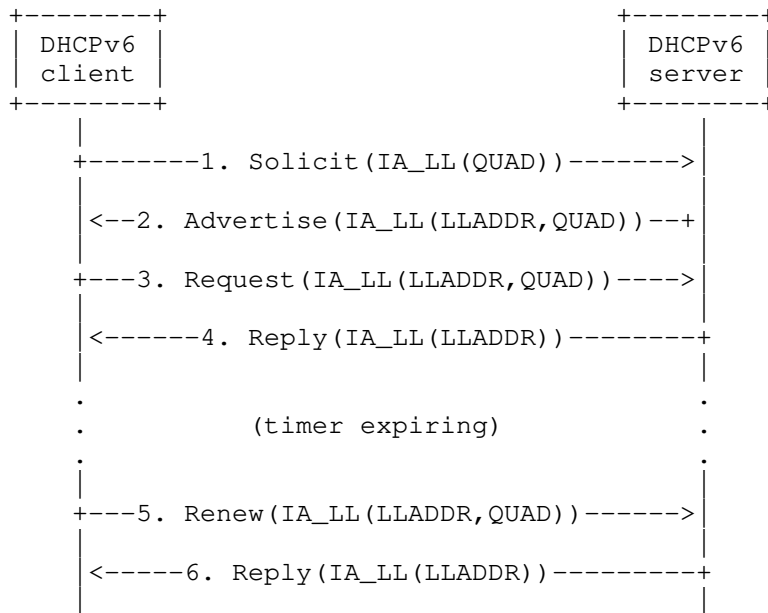 DHCPv6 DHCPv6
client server
1. Solicit(IA_LL(QUAD))
2. Advertise(IA_LL(LLADDR,QUAD))
3. Request(IA_LL(LLADDR,QUAD))
4. Reply(IA_LL(LLADDR))
(timer expiring)
5. Renew(IA_LL(LLADDR,QUAD))
6. Reply(IA_LL(LLADDR))